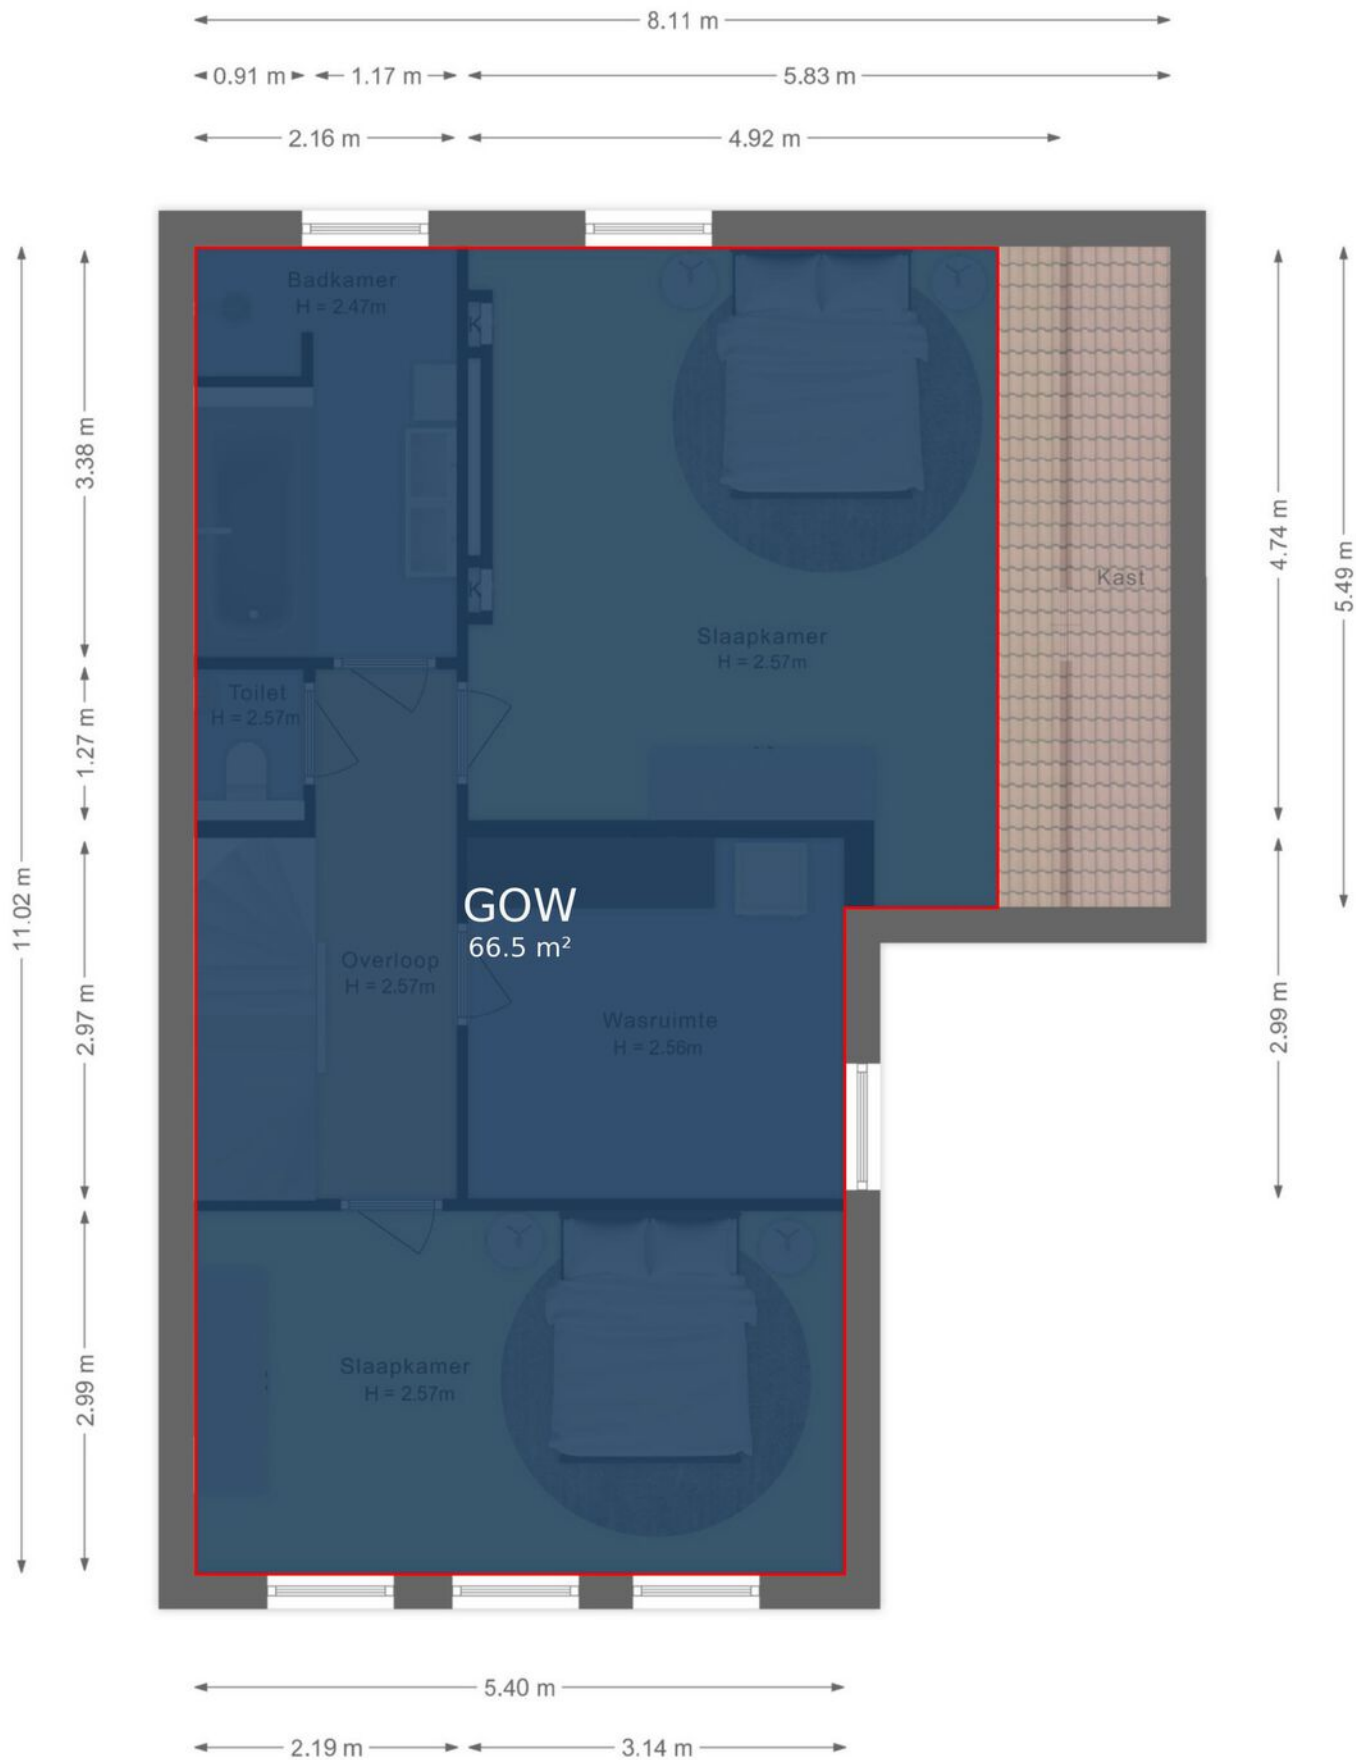 8.11 m
0.91 m
1.17 m
5.83 m
2.16 m
4.92 m
Badkamer
H = 2.47m
K
3.38 m
4.74 m
5.49 m
Kast
K
Slaapkamer
H = 2.57m
Toilet
H = 2.57m
1.27 m
11.02 m
GOW
66.5 m²
Overloop
H = 2.57m
Wasruimte
H = 2.56m
2.97 m
2.99 m
Slaapkamer
H = 2.57m
2.99 m
5.40 m
2.19 m
3.14 m